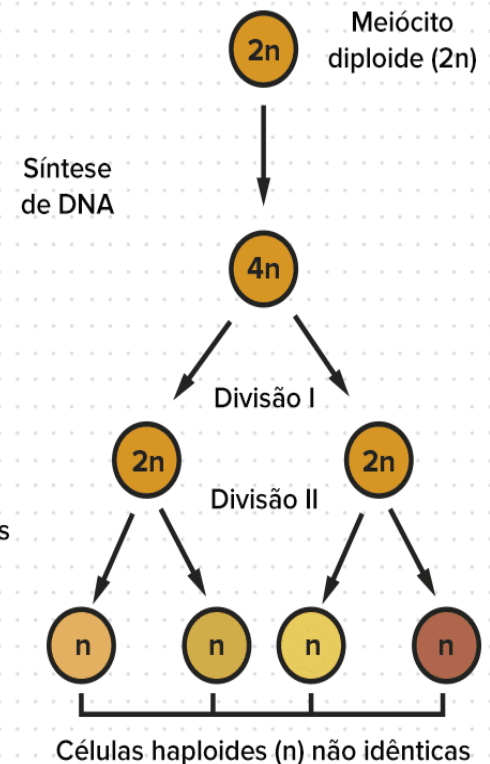 Meiócito
diploide (2n)
2n
Síntese
de DNA
4n
Divisão I
2n
2n
Divisão II
s
n
n
n
n
Células haploides (n) não idênticas